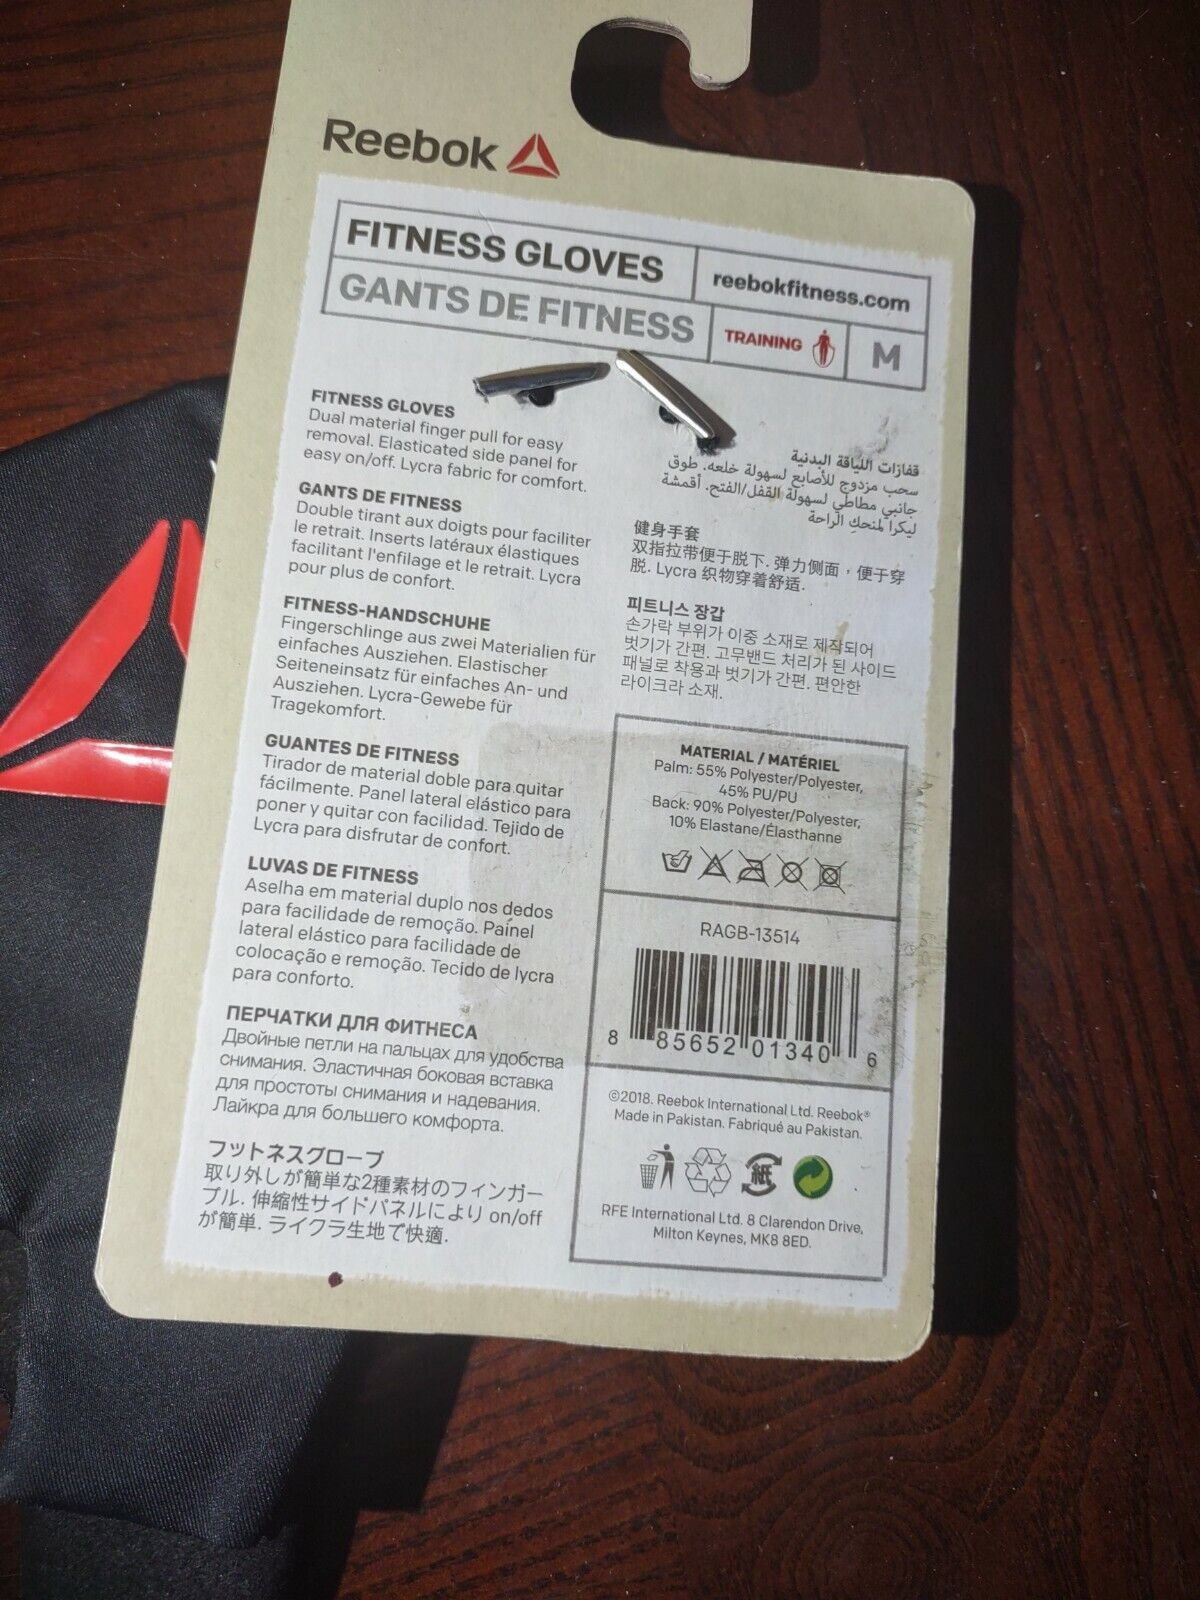 Reebok
FITNESS GLOVES
reebokfitness.com
GANTS DE FITNESS
TRAINING
M
FITNESS GLOVES
Dual material finger pull for easy
removal. Elasticated side panel for
easy on/off. Lycra fabric for comfort.
GANTS DE FITNESS
Double tirant aux doigts pour faciliter
le retrait. Inserts latéraux élastiques
facilitant l'enfilage et le retrait. Lycra
pour plus de confort.
FITNESS-HANDSCHUHE
Fingerschlinge aus zwei Materialien für
einfaches Ausziehen. Elastischer
Seiteneinsatz für einfaches An- und
Ausziehen. Lycra-Gewebe für
Tragekomfort.
GUANTES DE FITNESS
Tirador de material doble para quitar
fácilmente. Panel lateral elástico para
poner y quitar con facilidad. Tejido de
Lycra para disfrutar de confort.
LUVAS DE FITNESS
Aselha em material duplo nos dedos
para facilidade de remoção. Painel
lateral elástico para facilidade de
colocação e remoção. Tecido de lycra
para conforto.
ПЕРЧАТКИ ДЛЯ ФИТНЕСА
Двойные петли на пальцах для удобства
снимания. Эластичная боковая вставка
для простоты снимания и надевания.
Лайкра для большего комфорта.
フットネスグローブ
取り外しが簡単な2種素材のフィンガー
プル. 伸縮性サイドパネルにより on/off
が簡単. ライクラ生地で快適.
قفازات اللياقة البدنية
سحب مزدوج للأصابع لسهولة خلعه. طوق
جانبي مطاطي لسهولة القفل/الفتح. أقمشة
ليكرا لمنحك الراحة
健身手套
双指拉带便于脱下. 弹力侧面，便于穿
脱. Lycra 织物穿着舒适.
피트니스 장갑
손가락 부위가 이중 소재로 제작되어
벗기가 간편. 고무밴드 처리가 된 사이드
패널로 착용과 벗기가 간편. 편안한
라이크라 소재.
MATERIAL / MATÉRIEL
Palm: 55% Polyester/Polyester,
45% PU/PU
Back: 90% Polyester/Polyester,
10% Elastane/Élasthanne
RAGB-13514
8 85652 01340 6
©2018. Reebok International Ltd. Reebok®
Made in Pakistan. Fabriqué au Pakistan.
紙
RFE International Ltd. 8 Clarendon Drive,
Milton Keynes, MK8 8ED.